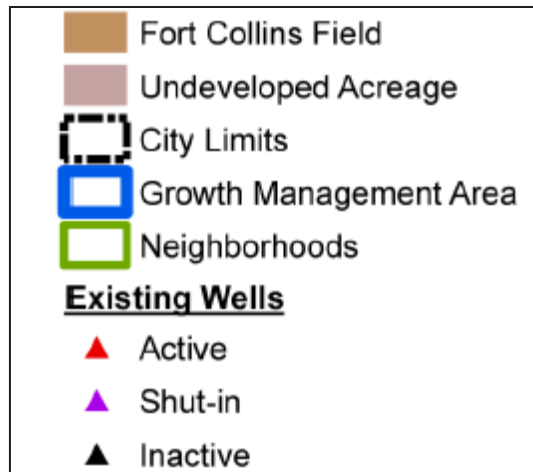 Fort Collins Field
Undeveloped Acreage
City Limits
Growth Management Area
Neighborhoods
Existing Wells
Active
Shut-in
Inactive